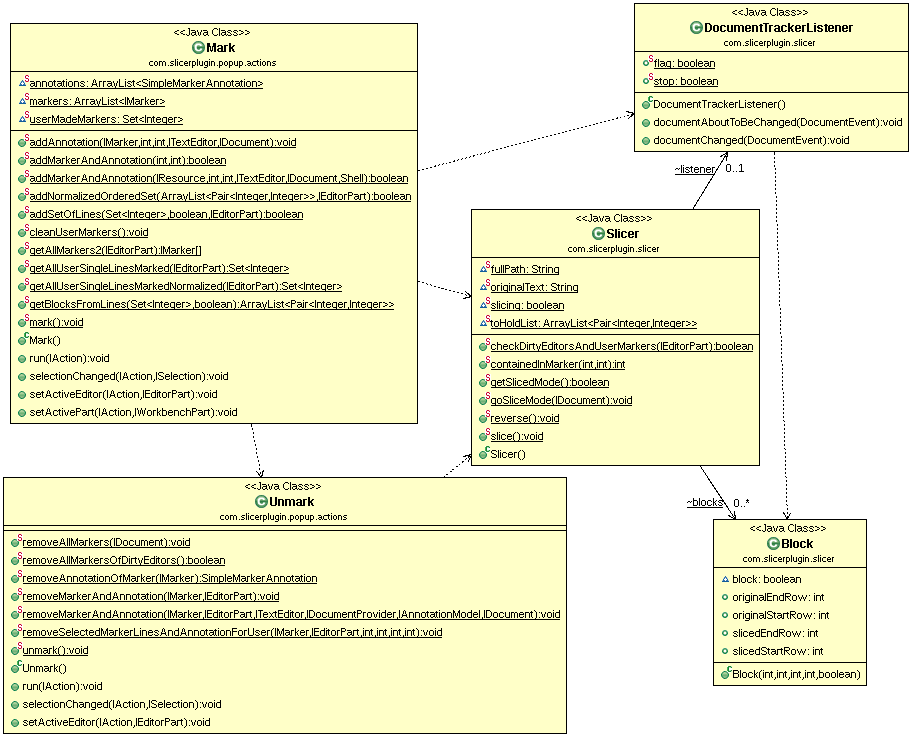 <<Java Class>>
Mark
com.slicerplugin.popup.actions
annotations: ArrayList<SimpleMarkerAnnotation>
markers: ArrayList<IMarker>
userMadeMarkers: Set<Integer>
addAnnotation(IMarker,int,int,ITextEditor,IDocument):void
addMarkerAndAnnotation(int,int):boolean
addMarkerAndAnnotation(IResource,int,int,ITextEditor,IDocument,Shell):boolean
addNormalizedOrderedSet(ArrayList<Pair<Integer,Integer>>,IEditorPart):boolean
addSetOfLines(Set<Integer>,boolean,IEditorPart):boolean
cleanUserMarkers():void
getAllMarkers2(IEditorPart):IMarker[]
getAllUserSingleLinesMarked(IEditorPart):Set<Integer>
getAllUserSingleLinesMarkedNormalized(IEditorPart):Set<Integer>
getBlocksFromLines(Set<Integer>,boolean):ArrayList<Pair<Integer,Integer>>
mark():void
Mark()
run(IAction):void
selectionChanged(IAction,ISelection):void
setActiveEditor(IAction,IEditorPart):void
setActivePart(IAction,IWorkbenchPart):void
<<Java Class>>
DocumentTrackerListener
com.slicerplugin.slicer
flag: boolean
stop: boolean
DocumentTrackerListener()
documentAboutToBeChanged(DocumentEvent):void
documentChanged(DocumentEvent):void
~listener 0..1
<<Java Class>>
Slicer
com.slicerplugin.slicer
fullPath: String
originalText: String
slicing: boolean
toHoldList: ArrayList<Pair<Integer,Integer>>
checkDirtyEditorsAndUserMarkers(IEditorPart):boolean
containedInMarker(int,int):int
getSlicedMode():boolean
goSliceMode(IDocument):void
reverse():void
slice():void
Slicer()
~blocks 0..*
<<Java Class>>
Unmark
com.slicerplugin.popup.actions
removeAllMarkers(IDocument):void
removeAllMarkersOfDirtyEditors():boolean
removeAnnotationOfMarker(IMarker):SimpleMarkerAnnotation
removeMarkerAndAnnotation(IMarker,IEditorPart):void
removeMarkerAndAnnotation(IMarker,IEditorPart,ITextEditor,IDocumentProvider,IAnnotationModel,IDocument):void
removeSelectedMarkerLinesAndAnnotationForUser(IMarker,IEditorPart,int,int,int,int):void
unmark():void
Unmark()
run(IAction):void
selectionChanged(IAction,ISelection):void
setActiveEditor(IAction,IEditorPart):void
<<Java Class>>
Block
com.slicerplugin.slicer
block: boolean
originalEndRow: int
originalStartRow: int
slicedEndRow: int
slicedStartRow: int
Block(int,int,int,int,boolean)